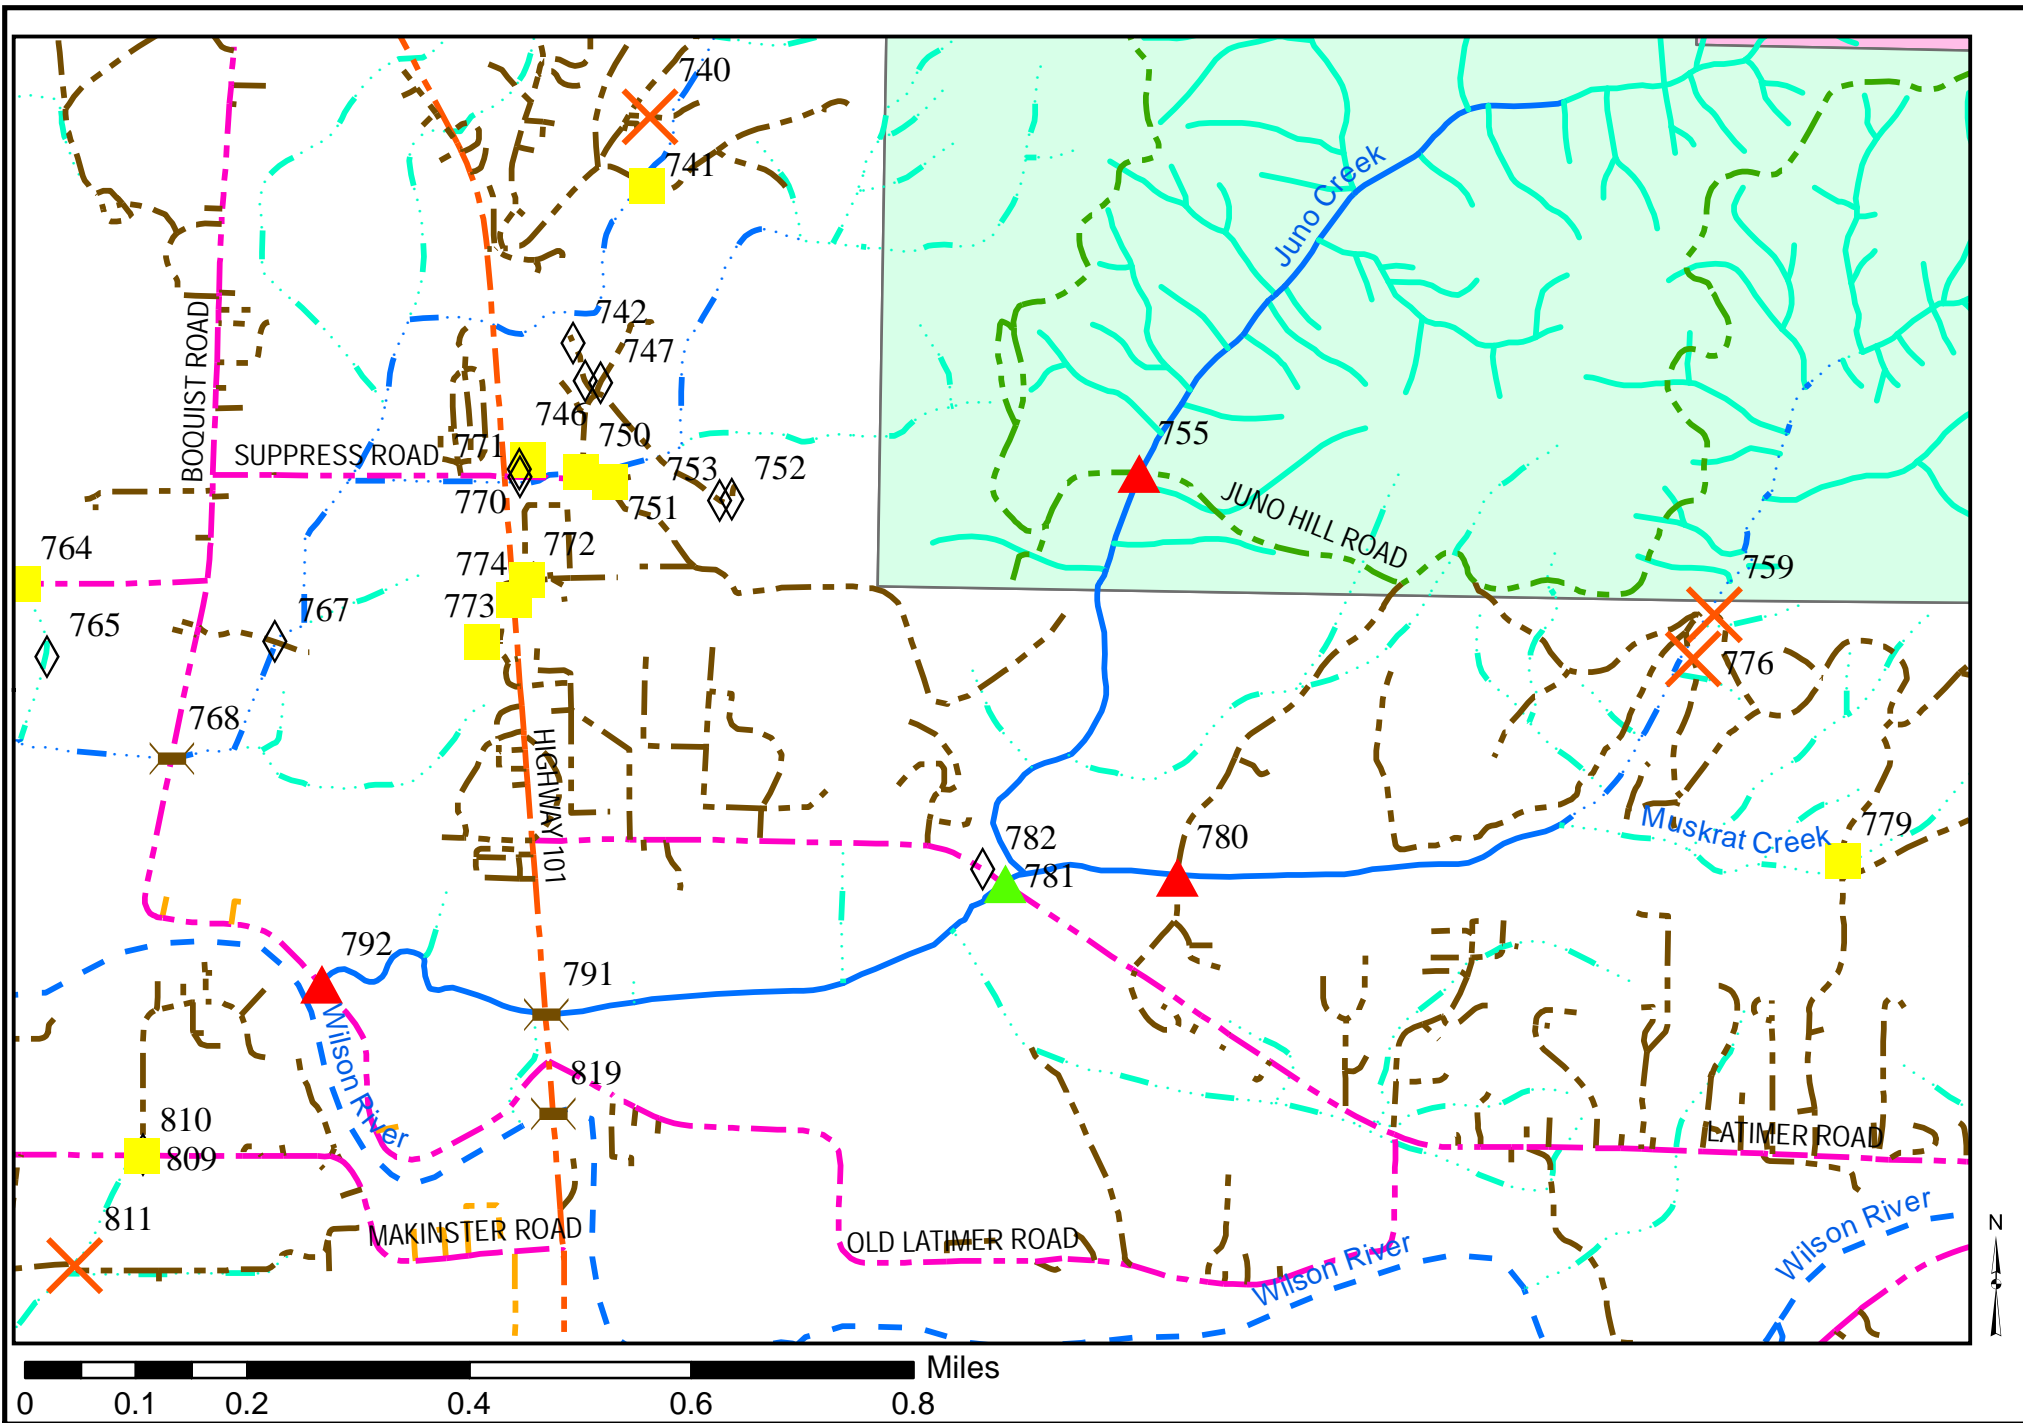 740
741
Juno Creek
742
747
BOQUIST ROAD
746
750
755
SUPPRESS ROAD
771
753
752
770
751
JUNO HILL ROAD
764
772
774
759
773
765
767
776
768
HIGHWAY 101
Muskrat Creek
779
782
780
781
792
791
Wilson River
819
810
809
LATIMER ROAD
811
MAKINSTER ROAD
OLD LATIMER ROAD
Wilson River
Wilson River
N
Miles
0 0.1 0.2 0.4 0.6 0.8